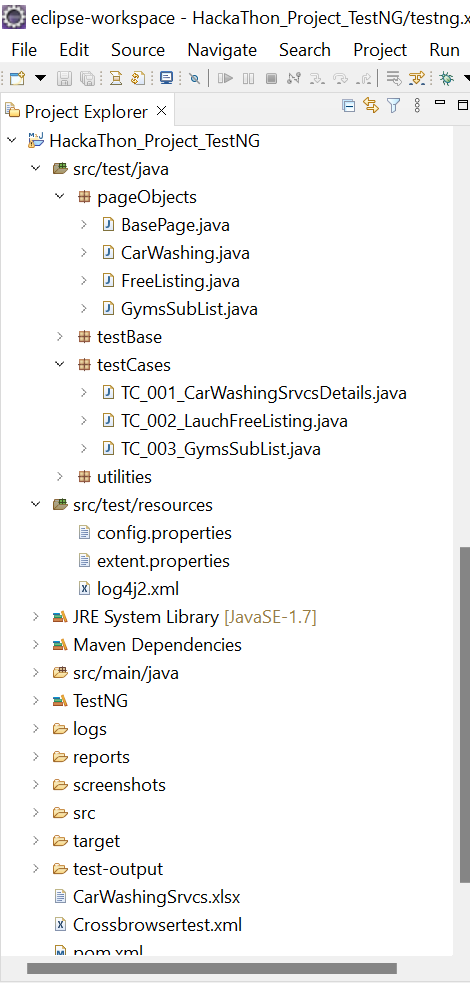 eclipse-workspace - HackaThon_Project_TestNG/testng.x
File Edit Source Navigate Search Project Run
Project Explorer
HackaThon_Project_TestNG
src/test/java
pageObjects
BasePage.java
CarWashing.java
FreeListing.java
GymsSubList.java
testBase
testCases
TC_001_CarWashingSrvcsDetails.java
TC_002_LauchFreeListing.java
TC_003_GymsSubList.java
utilities
src/test/resources
config.properties
extent.properties
log4j2.xml
JRE System Library [JavaSE-1.7]
Maven Dependencies
src/main/java
TestNG
logs
reports
screenshots
src
target
test-output
CarWashingSrvcs.xlsx
Crossbrowsertest.xml
pom.xml